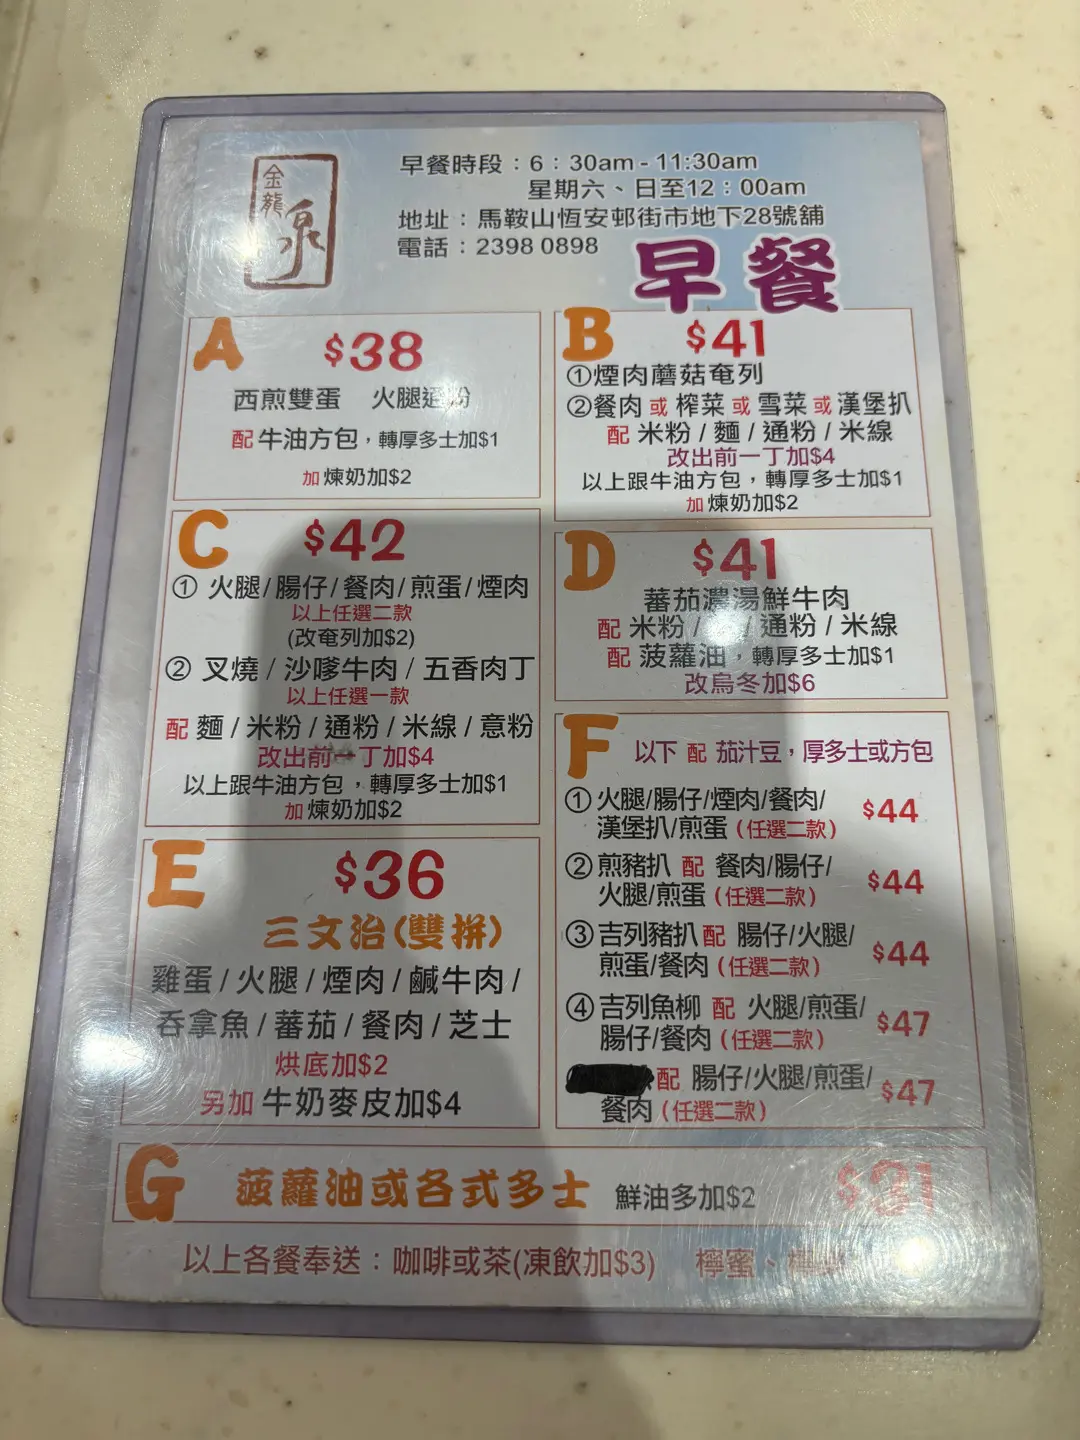 金龍泉
早餐時段：6：30am - 11:30am
星期六、日至12：00am
地址：馬鞍山恆安邨街市地下28號舖
電話：2398 0898
早餐
A $38
西煎雙蛋 火腿通粉
配 牛油方包，轉厚多士加$1
加 煉奶加$2
B $41
①煙肉蘑菇奄列
②餐肉 或 榨菜 或 雪菜 或 漢堡扒
配 米粉 / 麵 / 通粉 / 米線
改出前一丁加$4
以上跟牛油方包，轉厚多士加$1
加 煉奶加$2
C $42
① 火腿/ 腸仔/ 餐肉/ 煎蛋/ 煙肉
以上任選二款
(改奄列加$2)
② 叉燒 / 沙嗲牛肉 / 五香肉丁
以上任選一款
配 麵 / 米粉 / 通粉 / 米線 / 意粉
改出前一丁加$4
以上跟牛油方包，轉厚多士加$1
加 煉奶加$2
D $41
蕃茄濃湯鮮牛肉
配 米粉 / / 通粉 / 米線
配 菠蘿油，轉厚多士加$1
改烏冬加$6
E $36
三文治(雙拼)
雞蛋 / 火腿 / 煙肉 / 鹹牛肉 /
吞拿魚 / 蕃茄 / 餐肉 / 芝士
烘底加$2
另加 牛奶麥皮加$4
F 以下 配 茄汁豆，厚多士或方包
①火腿/腸仔/煙肉/餐肉/ $44
漢堡扒/煎蛋 (任選二款)
②煎豬扒 配 餐肉/腸仔/ $44
火腿/煎蛋 (任選二款)
③吉列豬扒 配 腸仔/火腿/ $44
煎蛋/餐肉 (任選二款)
④吉列魚柳 配 火腿/煎蛋/ $47
腸仔/餐肉 (任選二款)
配 腸仔/火腿/煎蛋/ $47
餐肉 (任選二款)
G 菠蘿油或各式多士 鮮油多加$2 $31
以上各餐奉送：咖啡或茶(凍飲加$3) 檸蜜、